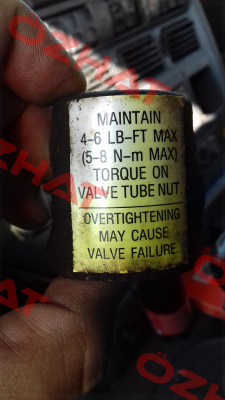 MAINTAIN
4-6 LB-FT MAX
(5-8 N-m MAX)
TORQUE ON
VALVE TUBE NUT.
OVERTIGHTENING
MAY CAUSE
VALVE FAILURE.
OZHAT
OZHAT
OZHAT
OZHAT